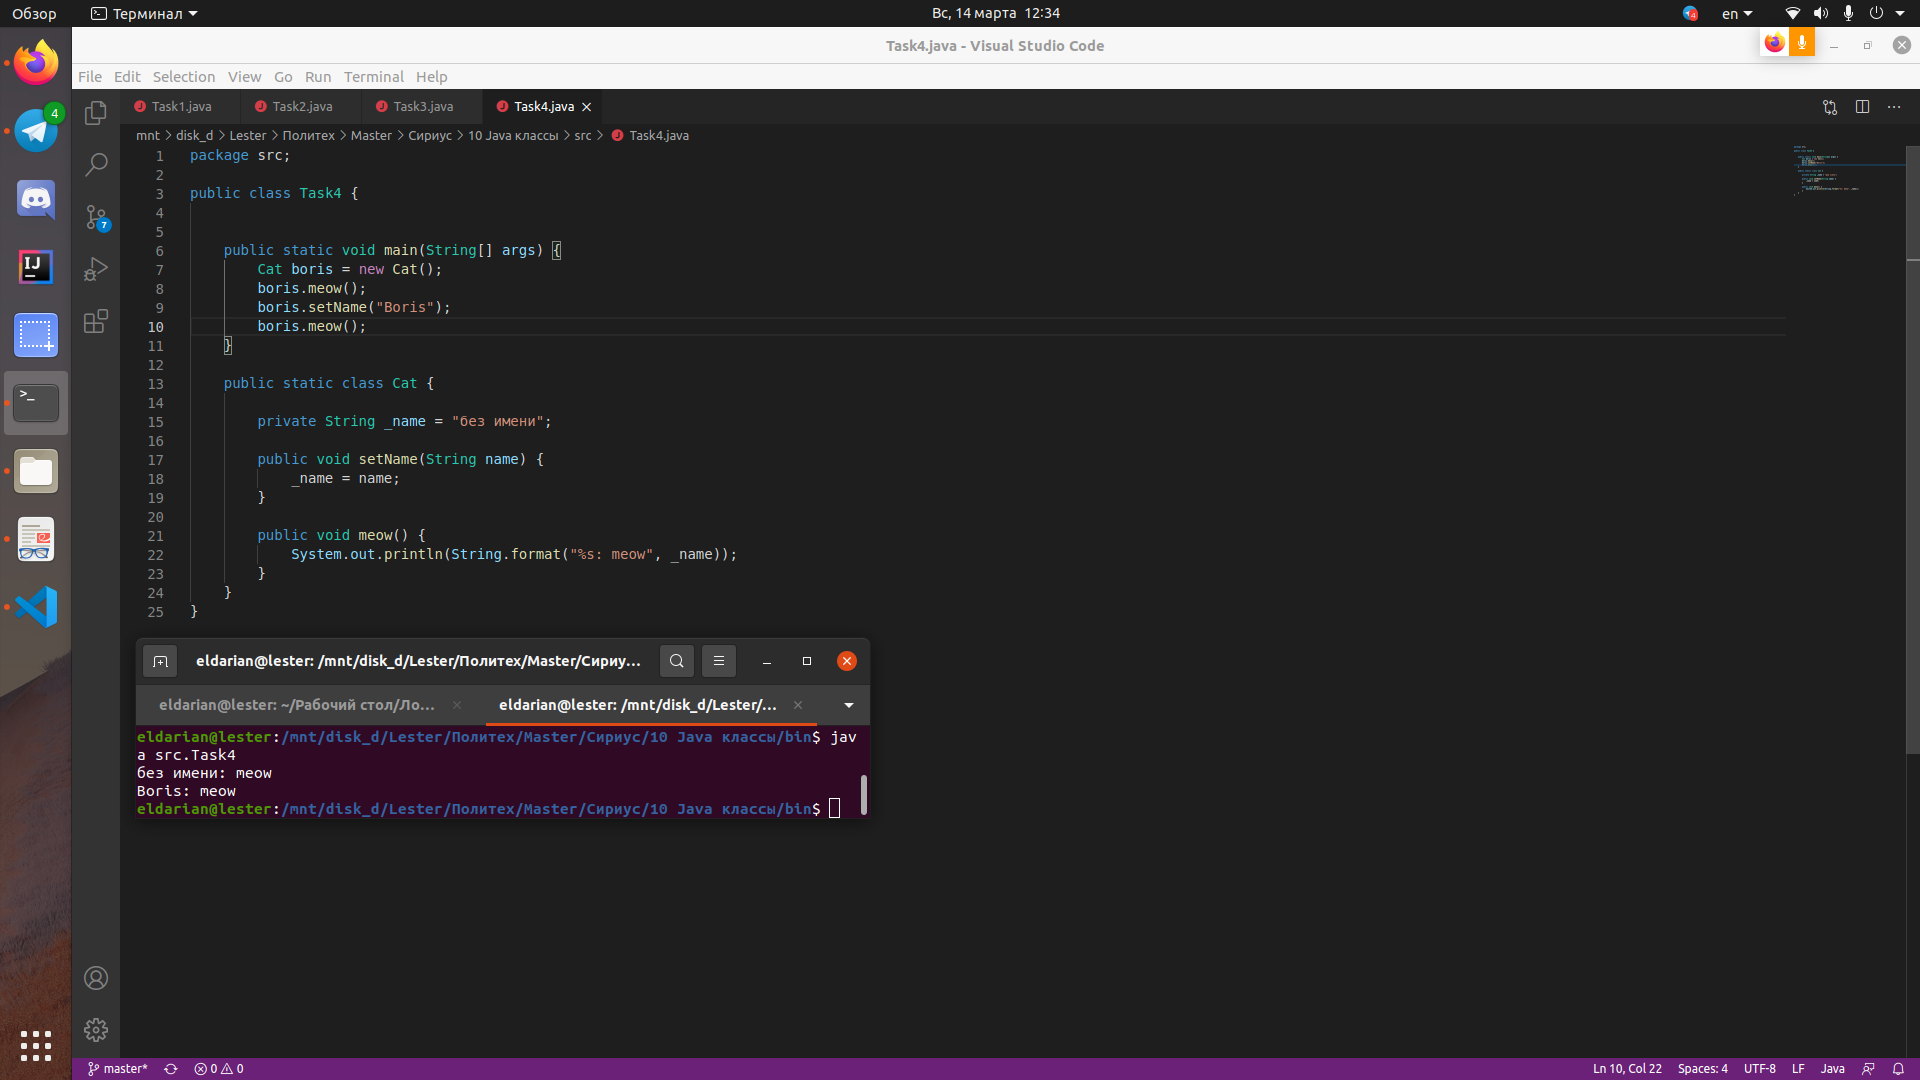 Обзор
Терминал
Вс, 14 марта 12:34
4
en
Task4.java - Visual Studio Code
File Edit Selection View Go Run Terminal Help
4
Task1.java
Task2.java
Task3.java
Task4.java
mnt > disk_d > Lester > Политех > Master > Сириус > 10 Java классы > src > Task4.java
7
1 package src;
2
3 public class Task4 {
4
5
6 public static void main(String[] args) {
7 Cat boris = new Cat();
8 boris.meow();
9 boris.setName("Boris");
10 boris.meow();
11 }
12
13 public static class Cat {
14
15 private String _name = "без имени";
16
17 public void setName(String name) {
18 _name = name;
19 }
20
21 public void meow() {
22 System.out.println(String.format("%s: meow", _name));
23 }
24 }
25 }
IJ
>_
eldarian@lester: /mnt/disk_d/Lester/Политех/Master/Сириу...
eldarian@lester: ~/Рабочий стол/Ло...
eldarian@lester: /mnt/disk_d/Lester/...
eldarian@lester:/mnt/disk_d/Lester/Политех/Master/Сириус/10 Java классы/bin$ jav
a src.Task4
без имени: meow
Boris: meow
eldarian@lester:/mnt/disk_d/Lester/Политех/Master/Сириус/10 Java классы/bin$
master* 0 0
Ln 10, Col 22 Spaces: 4 UTF-8 LF Java